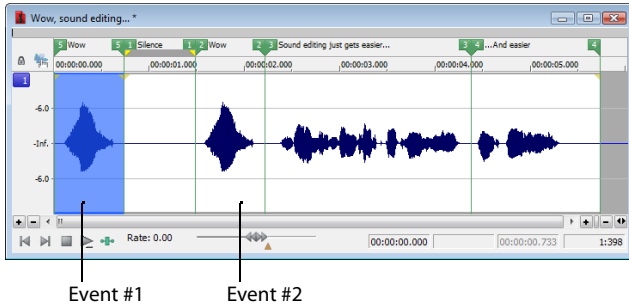 Wow, sound editing... *
5 Wow 5 1 Silence 1 2 Wow 2 3 Sound editing just gets easier... 3 4 ...And easier 4
00:00:00.000 ,00:00:01.000 ,00:00:02.000 ,00:00:03.000 ,00:00:04.000 ,00:00:05.000
1
-6.0
-Inf.
-6.0
Rate: 0.00 00:00:00.000 00:00:00.733 1:398
Event #1 Event #2